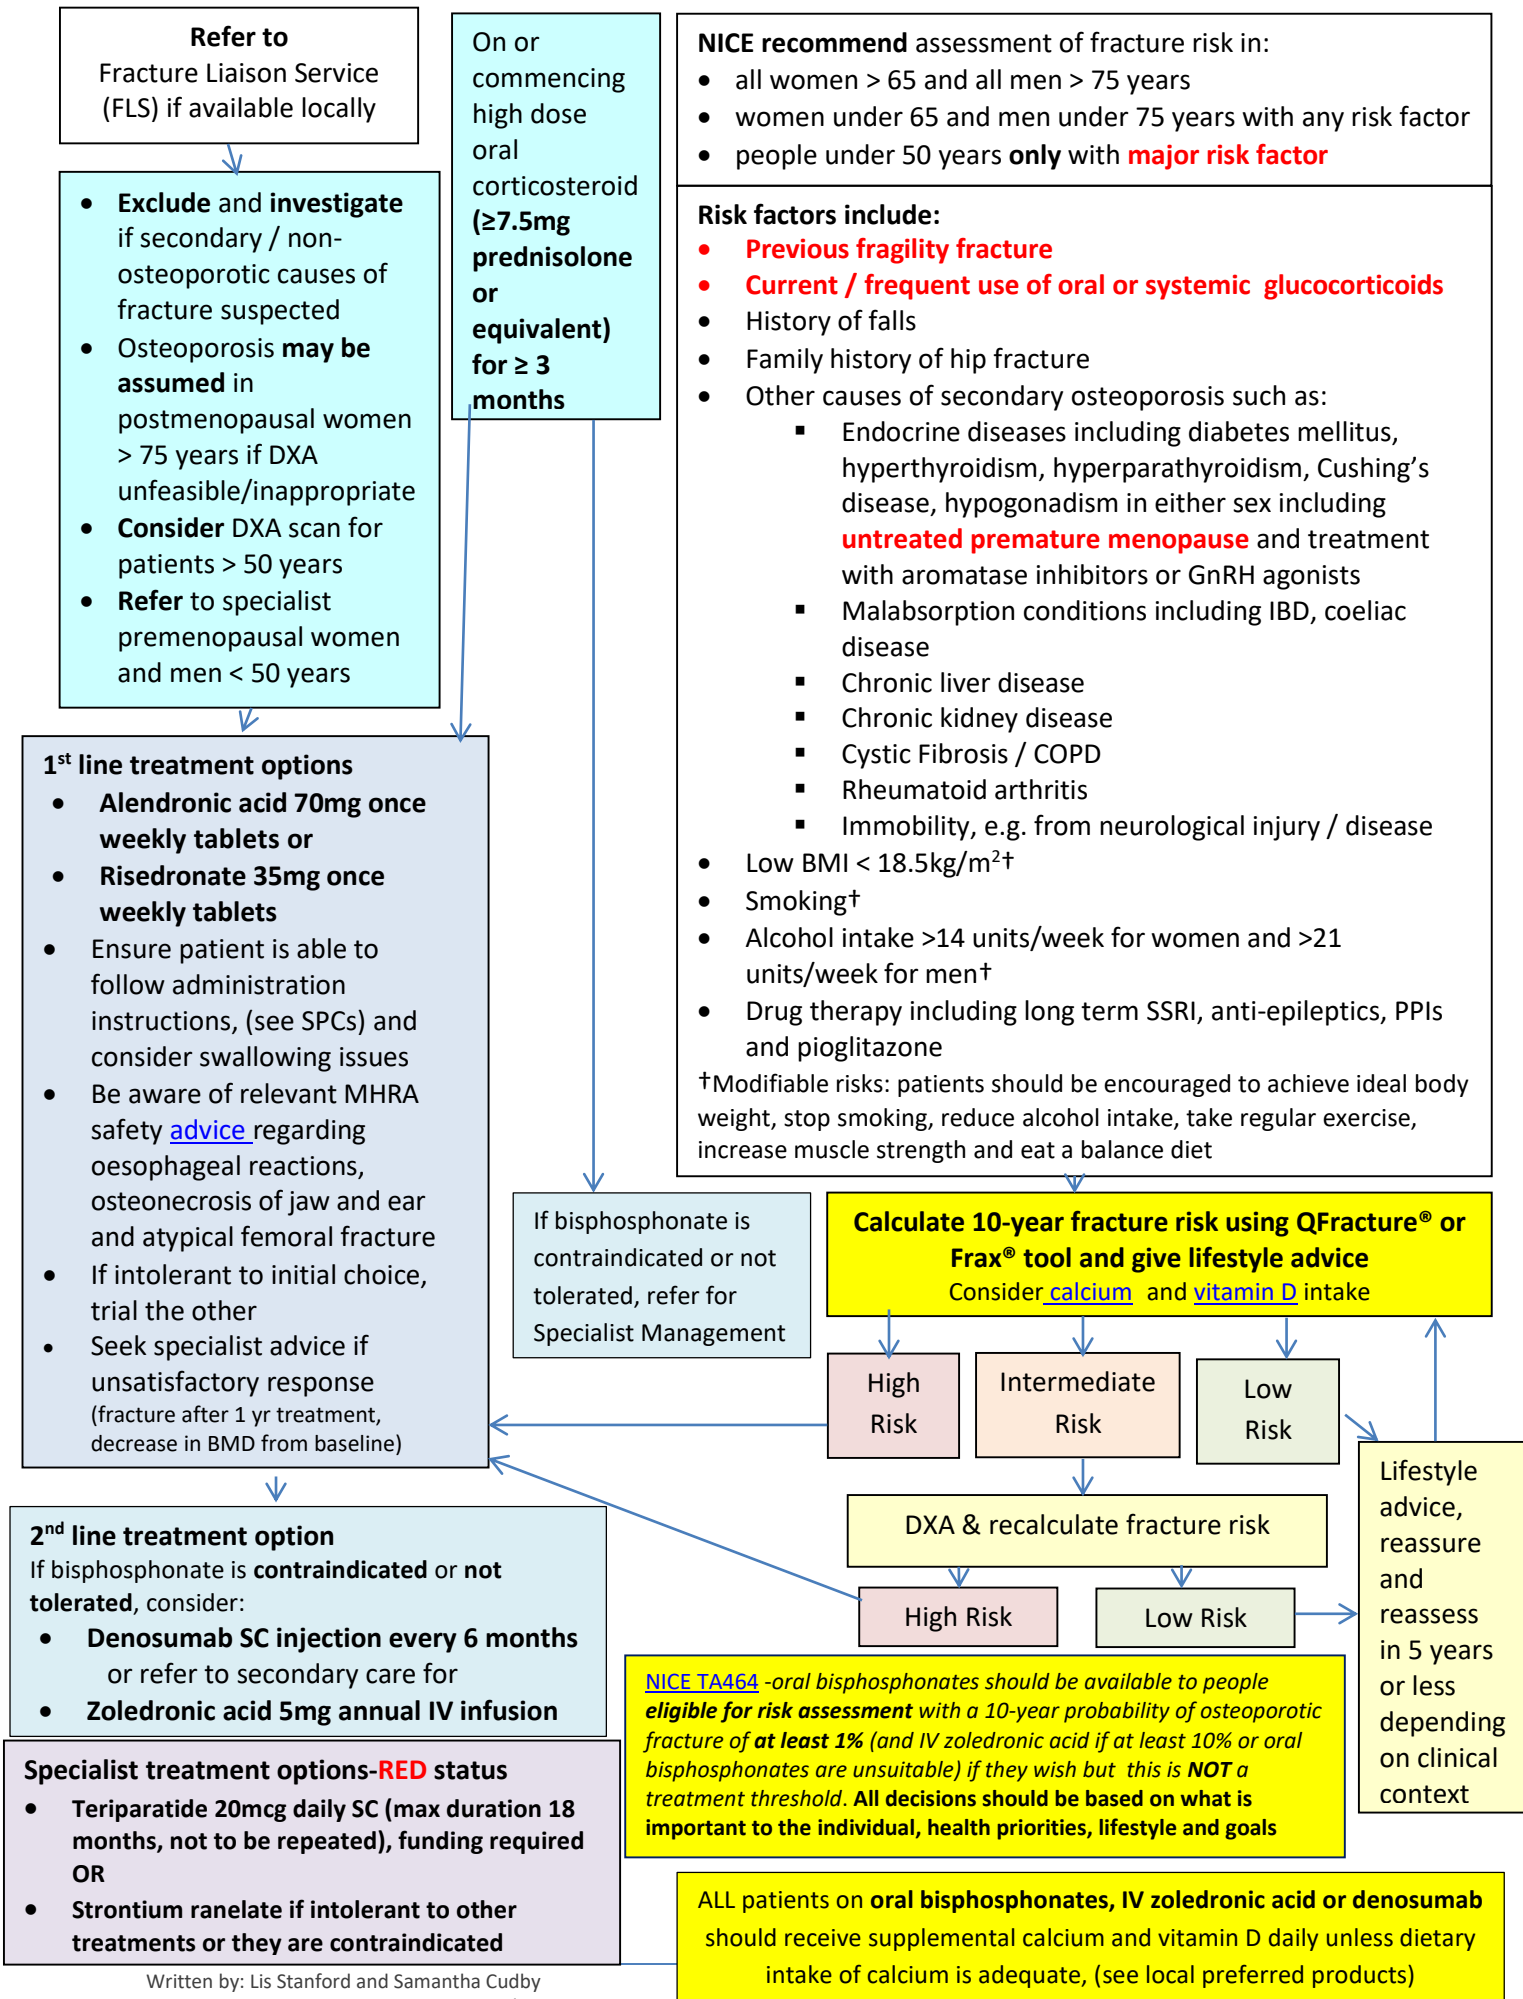 Refer to
Fracture Liaison Service
(FLS) if available locally
• Exclude and investigate
if secondary / non-
osteoporotic causes of
fracture suspected
• Osteoporosis may be
assumed in
postmenopausal women
> 75 years if DXA
unfeasible/inappropriate
• Consider DXA scan for
patients > 50 years
• Refer to specialist
premenopausal women
and men < 50 years
On or
commencing
high dose
oral
corticosteroid
(≥7.5mg
prednisolone
or
equivalent)
for ≥ 3
months
NICE recommend assessment of fracture risk in:
• all women > 65 and all men > 75 years
• women under 65 and men under 75 years with any risk factor
• people under 50 years only with major risk factor
Risk factors include:
• Previous fragility fracture
• Current / frequent use of oral or systemic glucocorticoids
• History of falls
• Family history of hip fracture
• Other causes of secondary osteoporosis such as:
▪ Endocrine diseases including diabetes mellitus,
hyperthyroidism, hyperparathyroidism, Cushing's
disease, hypogonadism in either sex including
untreated premature menopause and treatment
with aromatase inhibitors or GnRH agonists
▪ Malabsorption conditions including IBD, coeliac
disease
▪ Chronic liver disease
▪ Chronic kidney disease
▪ Cystic Fibrosis / COPD
▪ Rheumatoid arthritis
▪ Immobility, e.g. from neurological injury / disease
• Low BMI < 18.5kg/m²†
• Smoking†
• Alcohol intake >14 units/week for women and >21
units/week for men†
• Drug therapy including long term SSRI, anti-epileptics, PPIs
and pioglitazone
†Modifiable risks: patients should be encouraged to achieve ideal body
weight, stop smoking, reduce alcohol intake, take regular exercise,
increase muscle strength and eat a balance diet
1st line treatment options
• Alendronic acid 70mg once
weekly tablets or
• Risedronate 35mg once
weekly tablets
• Ensure patient is able to
follow administration
instructions, (see SPCs) and
consider swallowing issues
• Be aware of relevant MHRA
safety advice regarding
oesophageal reactions,
osteonecrosis of jaw and ear
and atypical femoral fracture
• If intolerant to initial choice,
trial the other
• Seek specialist advice if
unsatisfactory response
(fracture after 1 yr treatment,
decrease in BMD from baseline)
If bisphosphonate is
contraindicated or not
tolerated, refer for
Specialist Management
Calculate 10-year fracture risk using QFracture® or
Frax® tool and give lifestyle advice
Consider calcium and vitamin D intake
High
Risk
Intermediate
Risk
Low
Risk
DXA & recalculate fracture risk
High Risk
Low Risk
Lifestyle
advice,
reassure
and
reassess
in 5 years
or less
depending
on clinical
context
2nd line treatment option
If bisphosphonate is contraindicated or not
tolerated, consider:
• Denosumab SC injection every 6 months
or refer to secondary care for
• Zoledronic acid 5mg annual IV infusion
NICE TA464 -oral bisphosphonates should be available to people
eligible for risk assessment with a 10-year probability of osteoporotic
fracture of at least 1% (and IV zoledronic acid if at least 10% or oral
bisphosphonates are unsuitable) if they wish but this is NOT a
treatment threshold. All decisions should be based on what is
important to the individual, health priorities, lifestyle and goals
Specialist treatment options-RED status
• Teriparatide 20mcg daily SC (max duration 18
months, not to be repeated), funding required
OR
• Strontium ranelate if intolerant to other
treatments or they are contraindicated
ALL patients on oral bisphosphonates, IV zoledronic acid or denosumab
should receive supplemental calcium and vitamin D daily unless dietary
intake of calcium is adequate, (see local preferred products)
Written by: Lis Stanford and Samantha Cudby